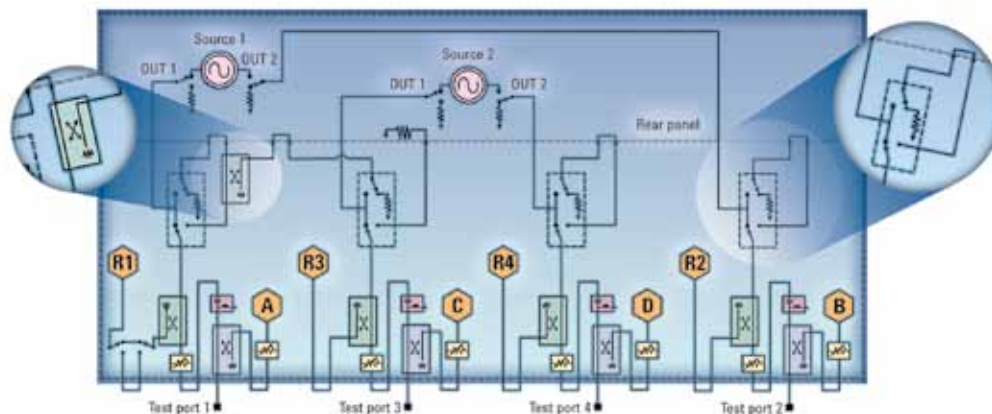 Source 1
OUT 1
OUT 2
Source 2
OUT 1
OUT 2
Rear panel
R1
R3
R4
R2
A
C
D
B
Test port 1
Test port 3
Test port 4
Test port 2